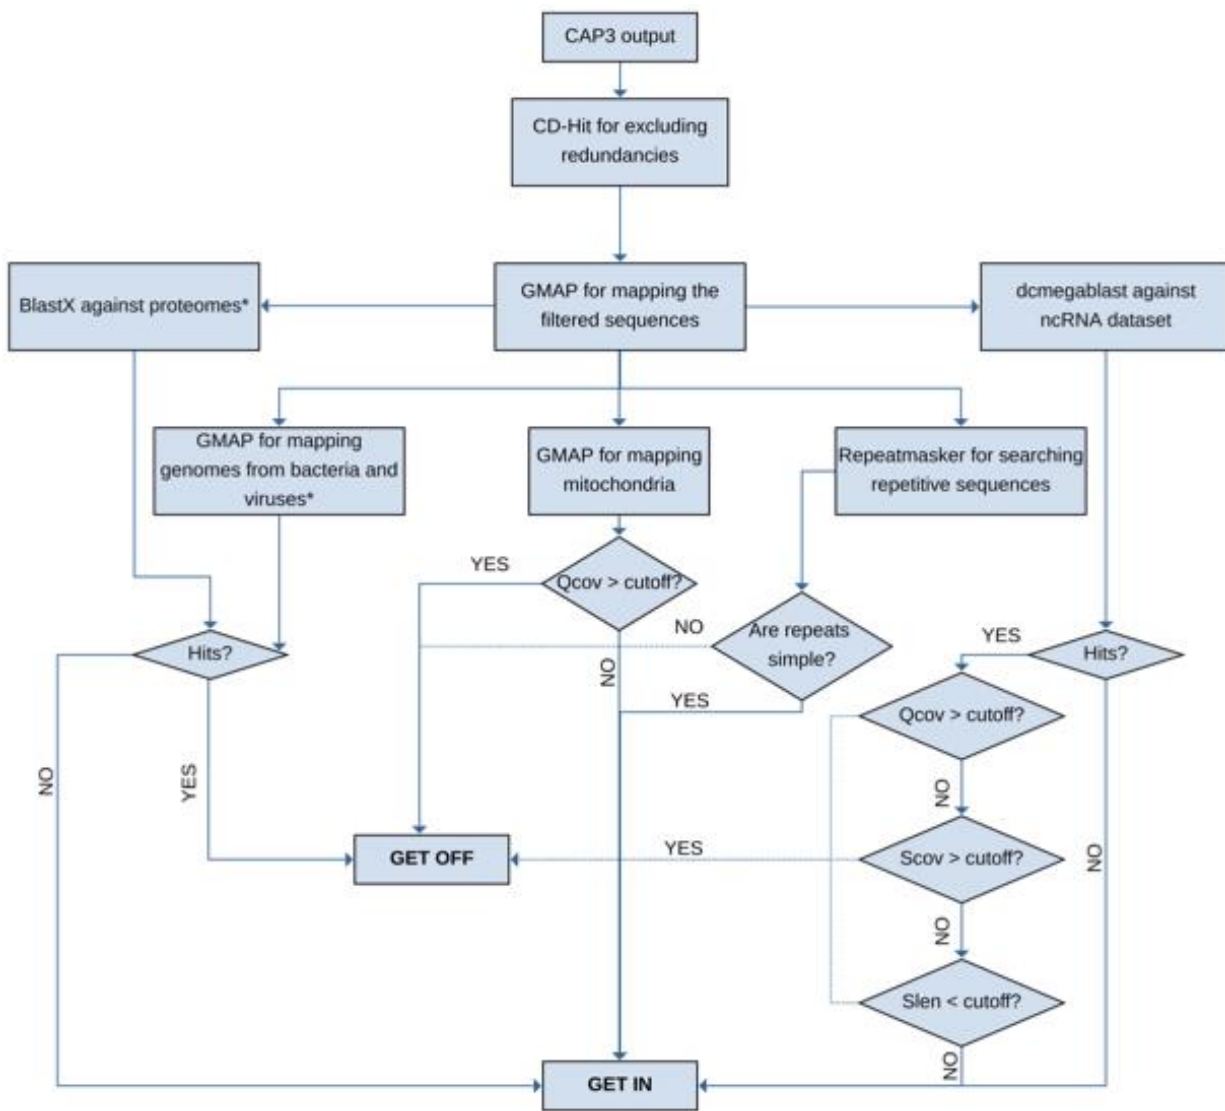 CAP3 output
CD-Hit for excluding
redundancies
BlastX against proteomes*
GMAP for mapping the
filtered sequences
dcmegablast against
ncRNA dataset
GMAP for mapping
genomes from bacteria and
viruses*
GMAP for mapping
mitochondria
Repeatmasker for searching
repetitive sequences
YES
Qcov > cutoff?
NO
Are repeats
simple?
YES
Hits?
Hits?
NO
YES
Qcov > cutoff?
NO
YES
NO
GET OFF
YES
Scov > cutoff?
NO
NO
Slen < cutoff?
NO
GET IN